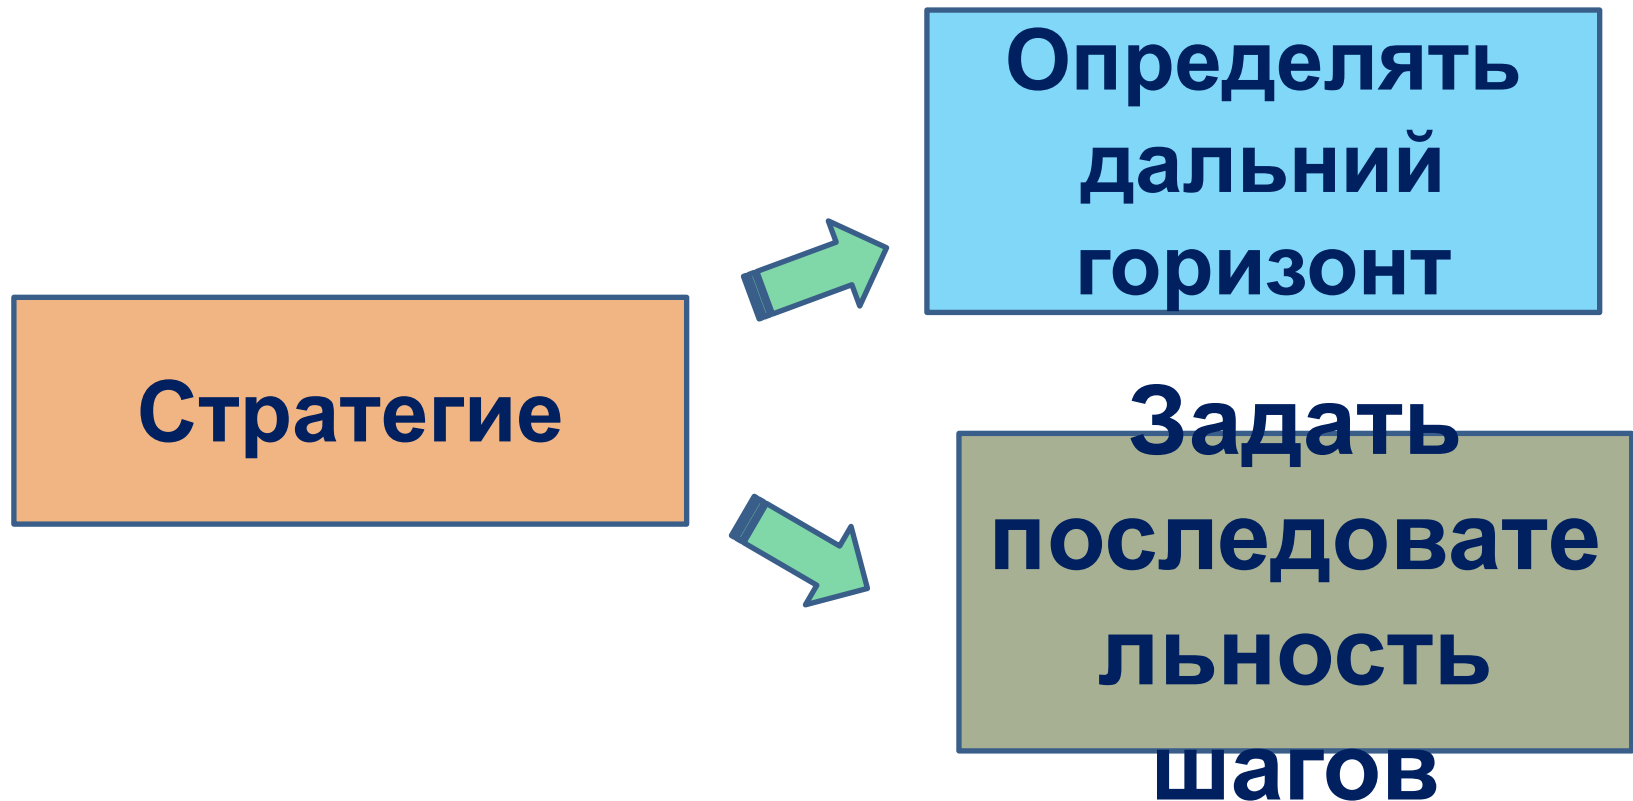 Стратегие
Определять
дальний
горизонт
Задать
последовате
льность
шагов